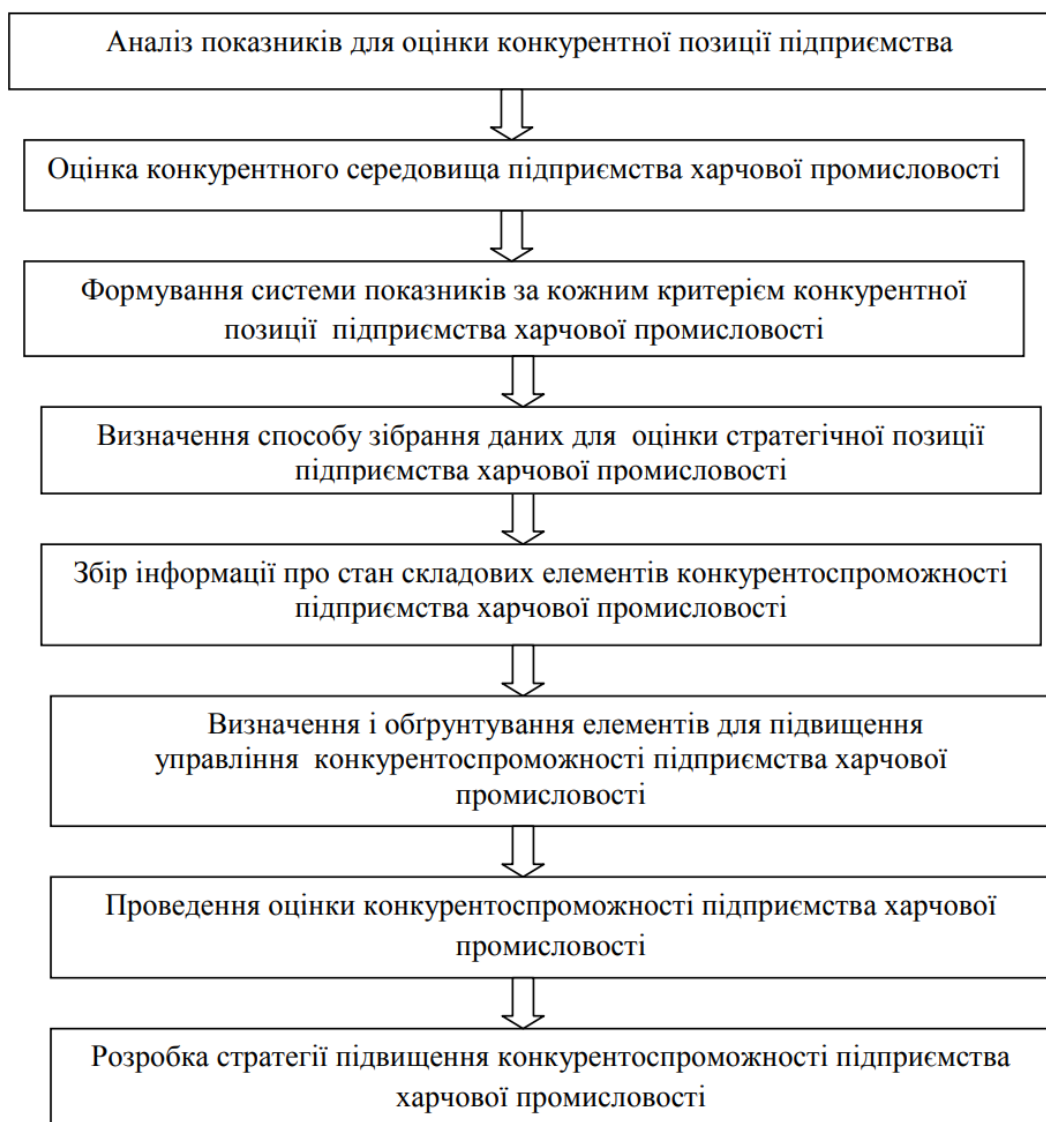 Аналіз показників для оцінки конкурентної позиції підприємства
Оцінка конкурентного середовища підприємства харчової промисловості
Формування системи показників за кожним критерієм конкурентної
позиції підприємства харчової промисловості
Визначення способу зібрання даних для оцінки стратегічної позиції
підприємства харчової промисловості
Збір інформації про стан складових елементів конкурентоспроможності
підприємства харчової промисловості
Визначення і обґрунтування елементів для підвищення
управління конкурентоспроможності підприємства харчової
промисловості
Проведення оцінки конкурентоспроможності підприємства харчової
промисловості
Розробка стратегії підвищення конкурентоспроможності підприємства
харчової промисловості